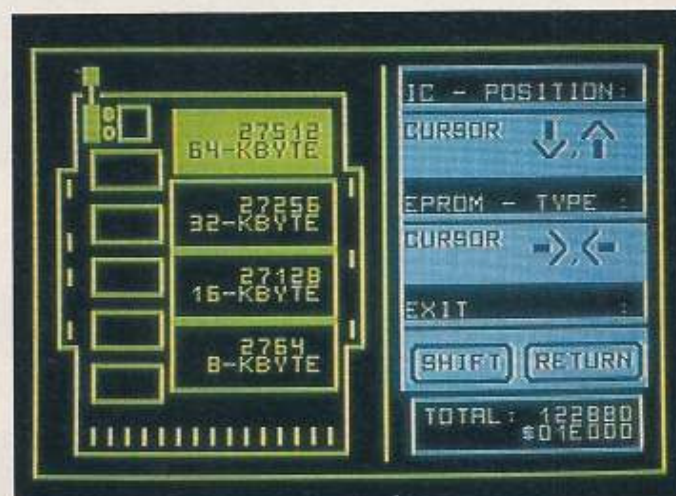 27512
64-KBYTE
27256
32-KBYTE
27128
16-KBYTE
2764
8-KBYTE
IC - POSITION:
CURSOR ↓,↑
EPROM - TYPE :
CURSOR →,←
EXIT :
SHIFT RETURN
TOTAL: 122880
$01E000